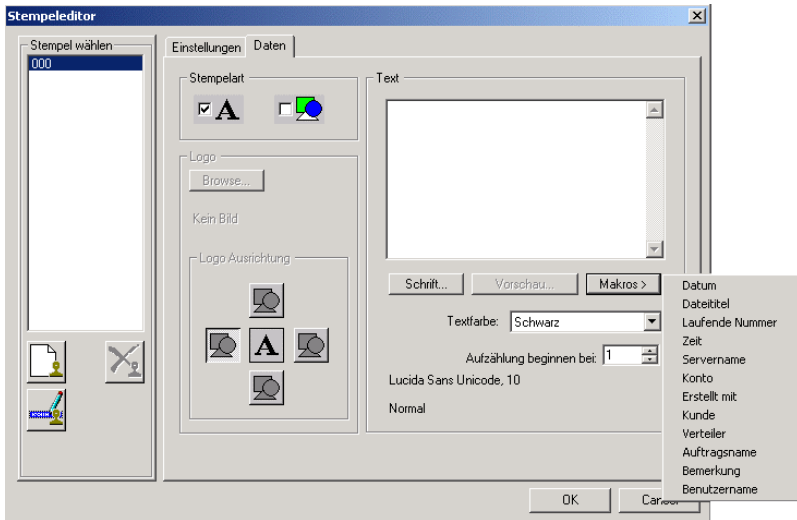 Stempeleditor
Stempel wählen
000
Einstellungen
Daten
Stempelart
A
Logo
Browse...
Kein Bild
Logo Ausrichtung
A
Text
Schrift...
Vorschau...
Makros >
Textfarbe: Schwarz
Aufzählung beginnen bei: 1
Lucida Sans Unicode, 10
Normal
Datum
Dateititel
Laufende Nummer
Zeit
Servername
Konto
Erstellt mit
Kunde
Verteiler
Auftragsname
Bemerkung
Benutzername
OK
Cancel